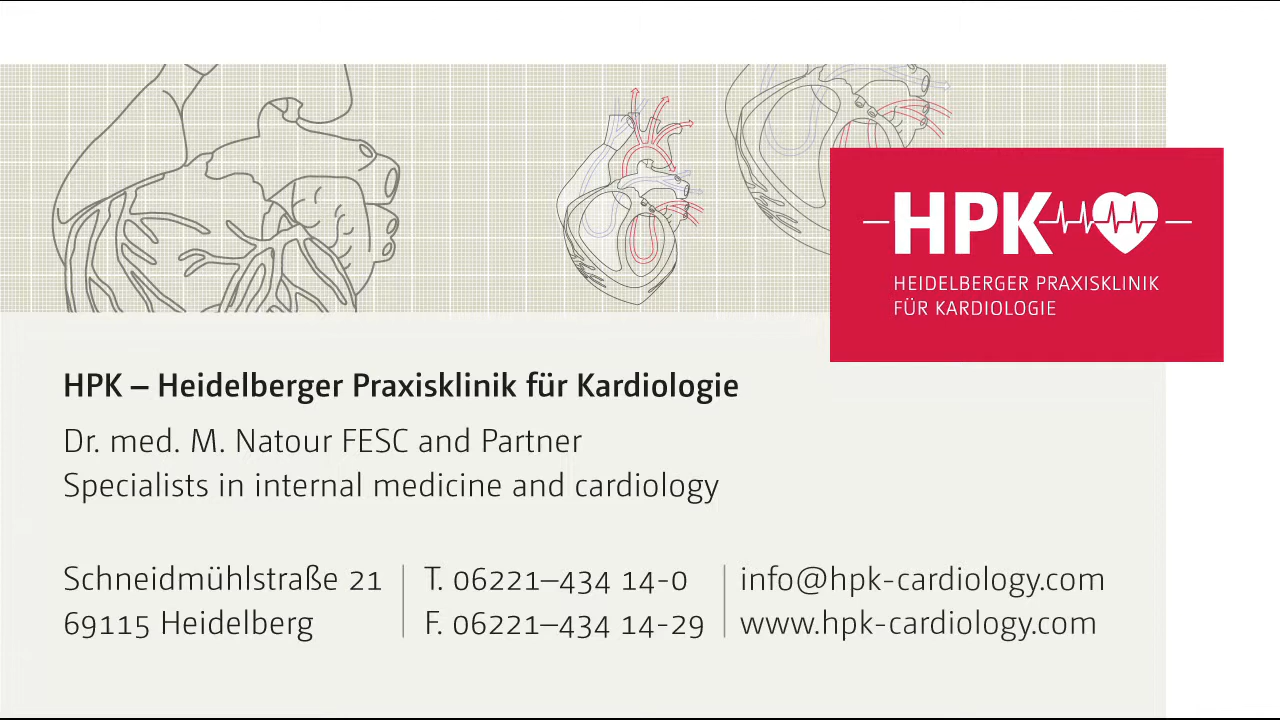 HPK
HEIDELBERGER PRAXISKLINIK
FÜR KARDIOLOGIE
HPK – Heidelberger Praxisklinik für Kardiologie
Dr. med. M. Natour FESC and Partner
Specialists in internal medicine and cardiology
Schneidmühlstraße 21
69115 Heidelberg
T. 06221–434 14-0
F. 06221–434 14-29
info@hpk-cardiology.com
www.hpk-cardiology.com